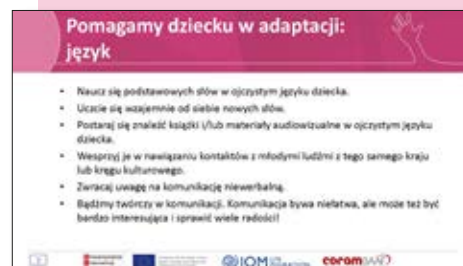 Pomagamy dziecku w adaptacji:
język
• Naucz się podstawowych słów w ojczystym języku dziecka.
• Uczcie się wzajemnie od siebie nowych słów.
• Postaraj się znaleźć książki i/lub materiały audiowizualne w ojczystym języku
dziecka.
• Wesprzyj je w nawiązaniu kontaktów z młodymi ludźmi z tego samego kraju
lub kręgu kulturowego.
• Zwracaj uwagę na komunikację niewerbalną.
• Bądźmy twórczy w komunikacji. Komunikacja bywa niełatwa, ale może też być
bardzo interesująca i sprawić wiele radości!
IOM
coram